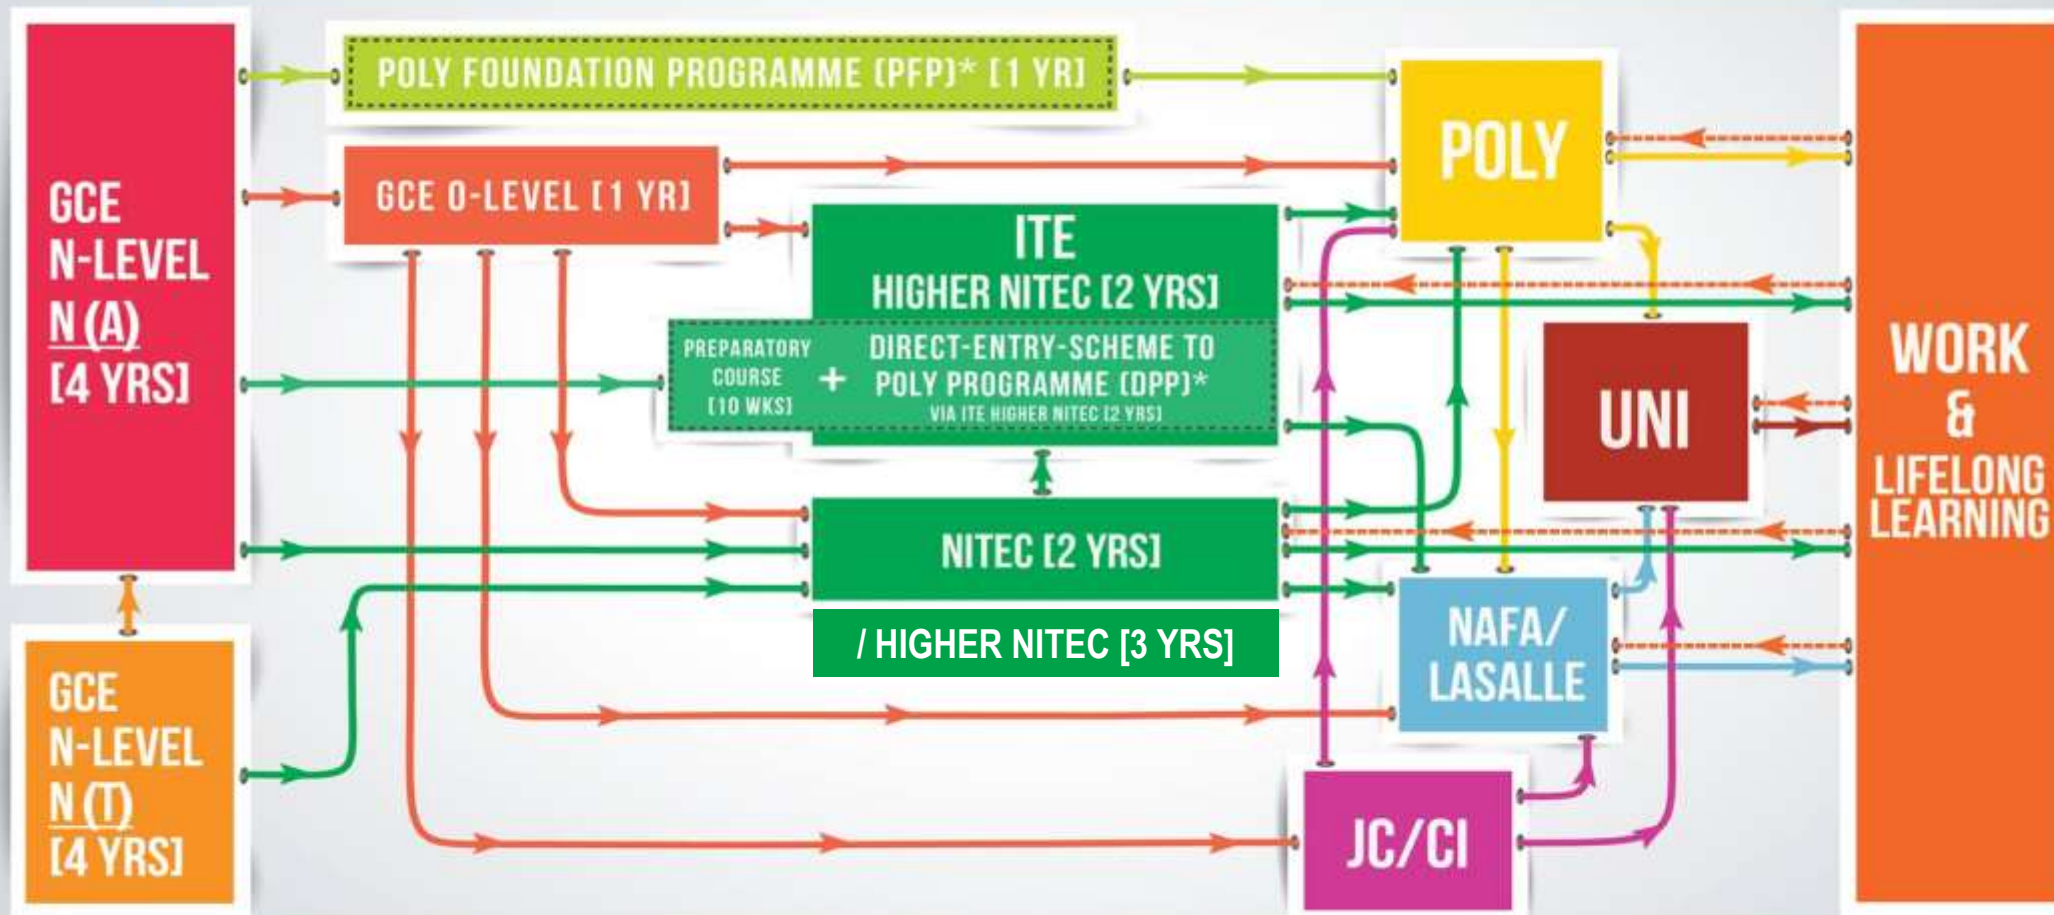 GCE
N-LEVEL
N (A)
[4 YRS]
POLY FOUNDATION PROGRAMME (PFP)* [1 YR]
GCE O-LEVEL [1 YR]
ITE
HIGHER NITEC [2 YRS]
PREPARATORY
COURSE
[10 WKS]
+
DIRECT-ENTRY-SCHEME TO
POLY PROGRAMME (DPP)*
VIA ITE HIGHER NITEC [2 YRS]
NITEC [2 YRS]
/ HIGHER NITEC [3 YRS]
POLY
UNI
NAFA/
LASALLE
JC/CI
WORK
&
LIFELONG
LEARNING
GCE
N-LEVEL
N (T)
[4 YRS]